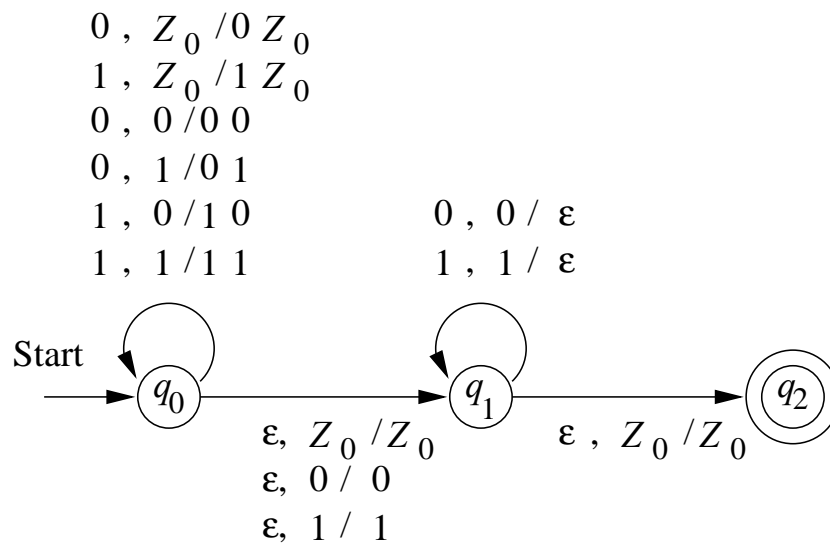 0 , Z₀ / 0 Z₀
1 , Z₀ / 1 Z₀
0 , 0 / 0 0
0 , 1 / 0 1
1 , 0 / 1 0
1 , 1 / 1 1
0 , 0 / ε
1 , 1 / ε
Start
q₀
q₁
q₂
ε, Z₀ / Z₀
ε, 0 / 0
ε, 1 / 1
ε , Z₀ / Z₀